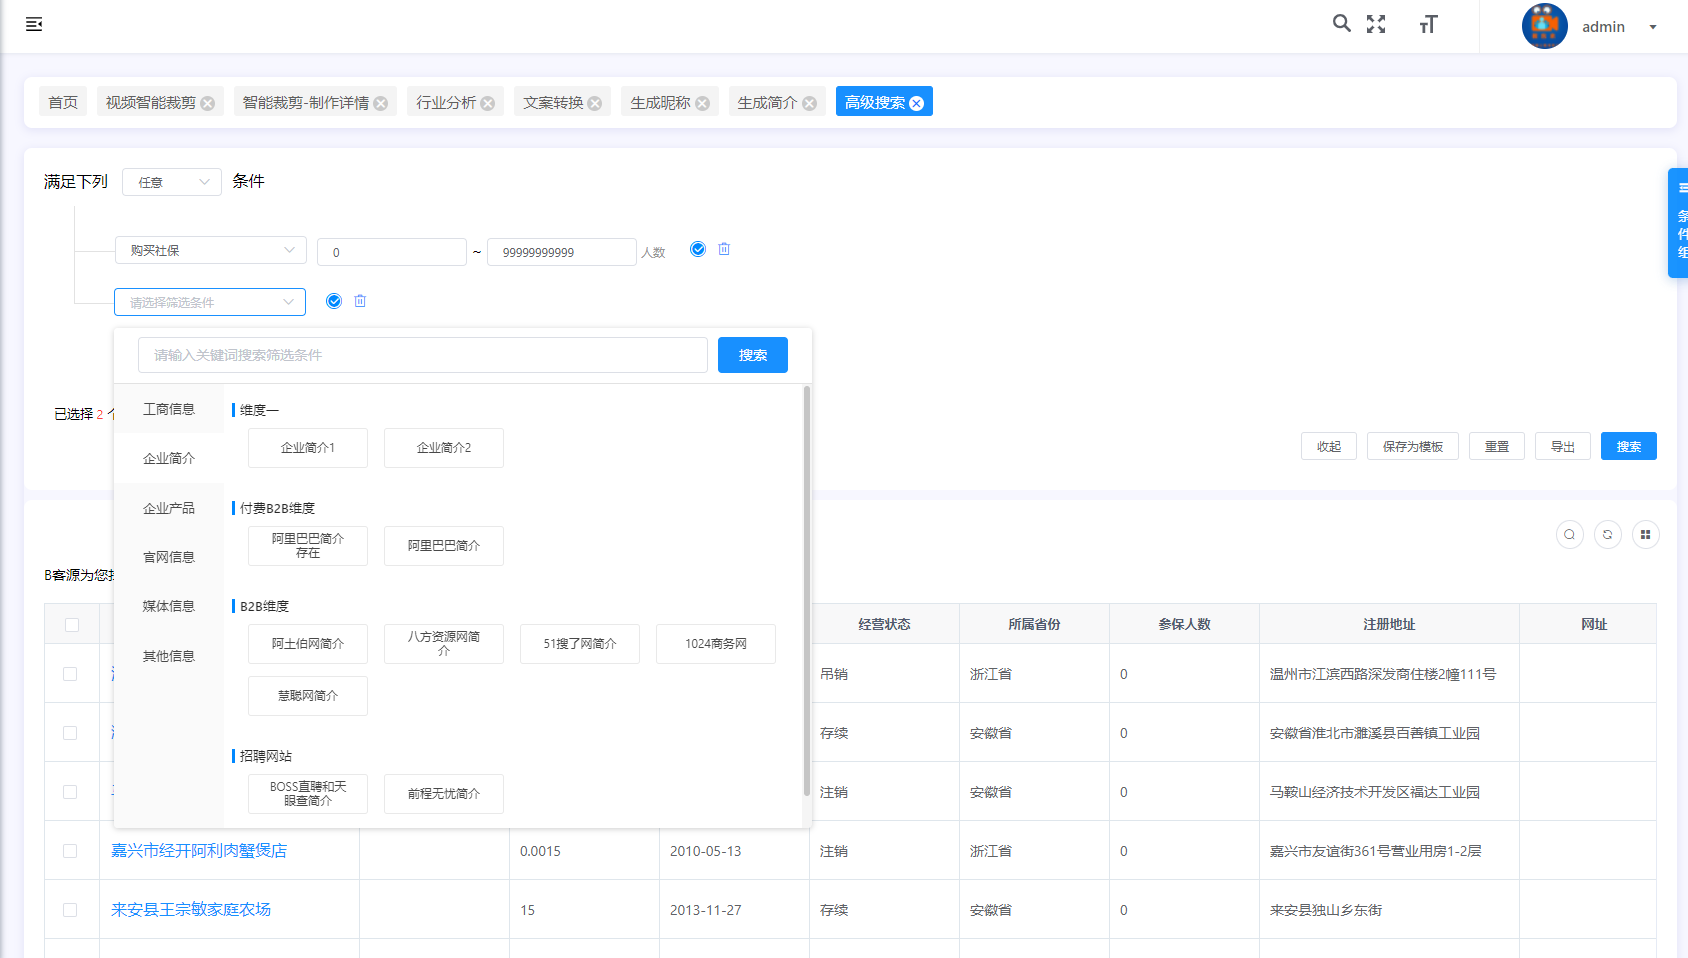 admin
首页
视频智能裁剪
智能裁剪-制作详情
行业分析
文案转换
生成昵称
生成简介
高级搜索
满足下列
任意
条件
购买社保
0
~
99999999999
人数
请选择筛选条件
条
件
组
请输入关键词搜索筛选条件
搜索
已选择 2
收起
保存为模板
重置
导出
搜索
工商信息
企业简介
企业产品
官网信息
媒体信息
其他信息
维度一
企业简介1
企业简介2
付费B2B维度
阿里巴巴简介
存在
阿里巴巴简介
B2B维度
阿土伯网简介
八方资源网简
介
51搜了网简介
1024商务网
慧聪网简介
招聘网站
BOSS直聘和天
眼查简介
前程无忧简介
B客源为您
经营状态
所属省份
参保人数
注册地址
网址
吊销
浙江省
0
温州市江滨西路深发商住楼2幢111号
存续
安徽省
0
安徽省淮北市濉溪县百善镇工业园
注销
安徽省
0
马鞍山经济技术开发区福达工业园
嘉兴市经开阿利肉蟹煲店
0.0015
2010-05-13
注销
浙江省
0
嘉兴市友谊街361号营业用房1-2层
来安县王宗敏家庭农场
15
2013-11-27
存续
安徽省
0
来安县独山乡东街